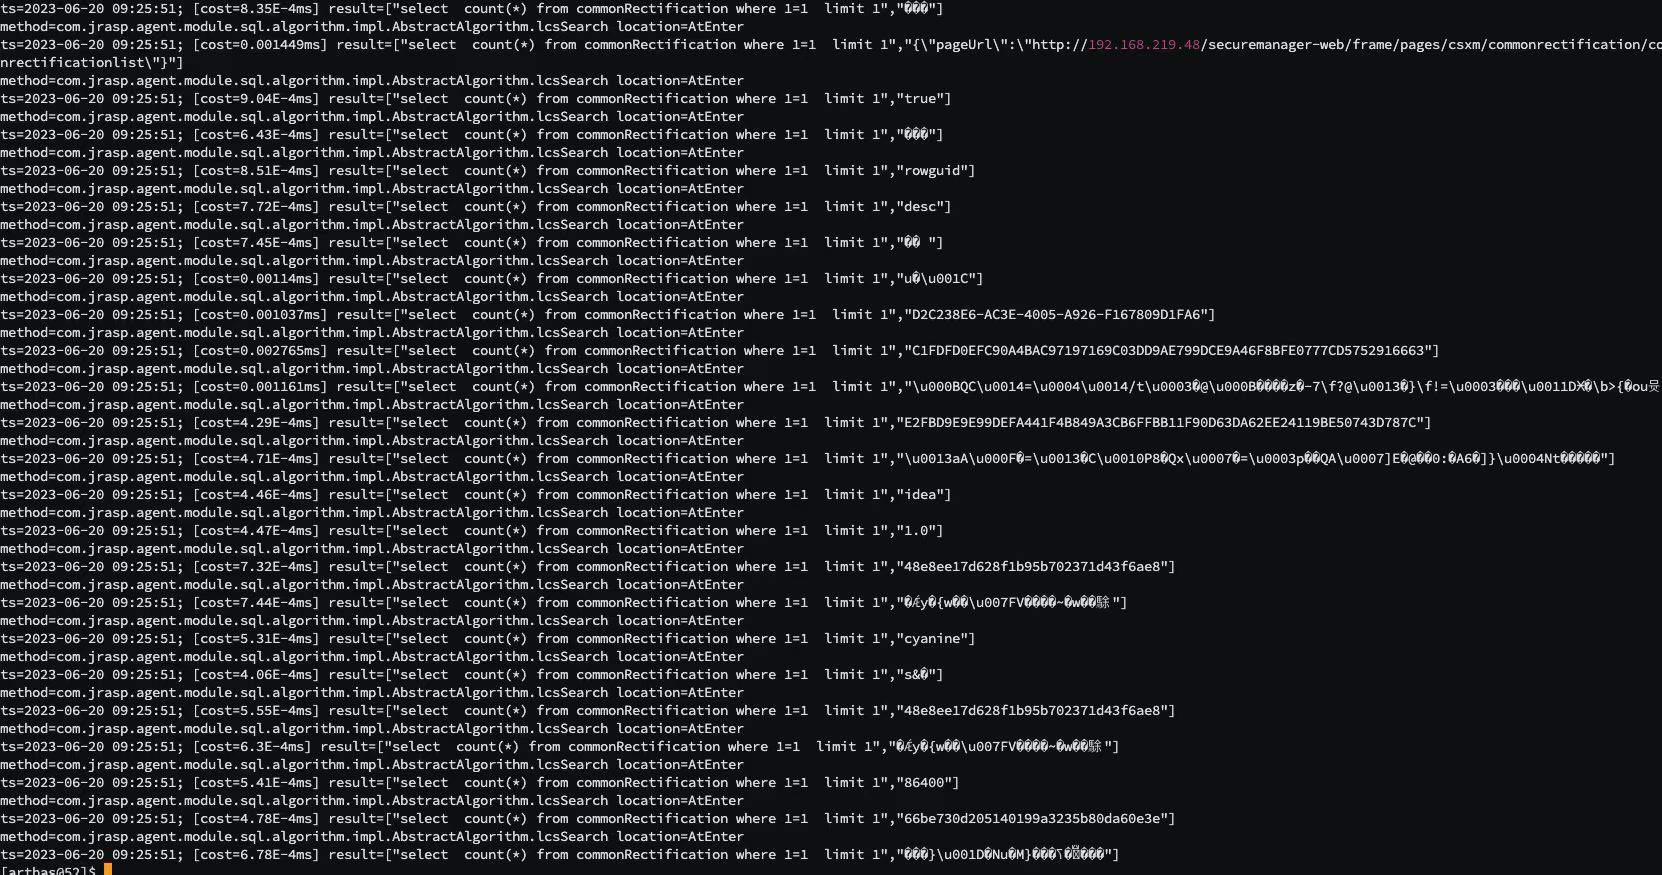 ts=2023-06-20 09:25:51; [cost=8.35E-4ms] result=["select  count(*) from commonRectification where 1=1  limit 1","���"]
method=com.jrasp.agent.module.sql.algorithm.impl.AbstractAlgorithm.lcsSearch location=AtEnter
ts=2023-06-20 09:25:51; [cost=0.001449ms] result=["select  count(*) from commonRectification where 1=1  limit 1","{\"pageUrl\":\"http://192.168.219.48/securemanager-web/frame/pages/csxm/commonrectification/co
nrectificationlist\"}"]
method=com.jrasp.agent.module.sql.algorithm.impl.AbstractAlgorithm.lcsSearch location=AtEnter
ts=2023-06-20 09:25:51; [cost=9.04E-4ms] result=["select  count(*) from commonRectification where 1=1  limit 1","true"]
method=com.jrasp.agent.module.sql.algorithm.impl.AbstractAlgorithm.lcsSearch location=AtEnter
ts=2023-06-20 09:25:51; [cost=6.43E-4ms] result=["select  count(*) from commonRectification where 1=1  limit 1","���"]
method=com.jrasp.agent.module.sql.algorithm.impl.AbstractAlgorithm.lcsSearch location=AtEnter
ts=2023-06-20 09:25:51; [cost=8.51E-4ms] result=["select  count(*) from commonRectification where 1=1  limit 1","rowguid"]
method=com.jrasp.agent.module.sql.algorithm.impl.AbstractAlgorithm.lcsSearch location=AtEnter
ts=2023-06-20 09:25:51; [cost=7.72E-4ms] result=["select  count(*) from commonRectification where 1=1  limit 1","desc"]
method=com.jrasp.agent.module.sql.algorithm.impl.AbstractAlgorithm.lcsSearch location=AtEnter
ts=2023-06-20 09:25:51; [cost=7.45E-4ms] result=["select  count(*) from commonRectification where 1=1  limit 1","�� "]
method=com.jrasp.agent.module.sql.algorithm.impl.AbstractAlgorithm.lcsSearch location=AtEnter
ts=2023-06-20 09:25:51; [cost=0.00114ms] result=["select  count(*) from commonRectification where 1=1  limit 1","u�\u001C"]
method=com.jrasp.agent.module.sql.algorithm.impl.AbstractAlgorithm.lcsSearch location=AtEnter
ts=2023-06-20 09:25:51; [cost=0.001037ms] result=["select  count(*) from commonRectification where 1=1  limit 1","D2C238E6-AC3E-4005-A926-F167809D1FA6"]
method=com.jrasp.agent.module.sql.algorithm.impl.AbstractAlgorithm.lcsSearch location=AtEnter
ts=2023-06-20 09:25:51; [cost=0.002765ms] result=["select  count(*) from commonRectification where 1=1  limit 1","C1FDFD0EFC90A4BAC97197169C03DD9AE799DCE9A46F8BFE0777CD5752916663"]
method=com.jrasp.agent.module.sql.algorithm.impl.AbstractAlgorithm.lcsSearch location=AtEnter
ts=2023-06-20 09:25:51; [cost=0.001161ms] result=["select  count(*) from commonRectification where 1=1  limit 1","\u000BQC\u0014=\u0004\u0014/t\u0003�@\u000B����z�-7\f?@\u0013�}\f!=\u0003���\u0011D
method=com.jrasp.agent.module.sql.algorithm.impl.AbstractAlgorithm.lcsSearch location=AtEnter
ts=2023-06-20 09:25:51; [cost=4.29E-4ms] result=["select  count(*) from commonRectification where 1=1  limit 1","E2FBD9E9E99DEFA441F4B849A3CB6FFBB11F90D63DA62EE24119BE50743D787C"]
method=com.jrasp.agent.module.sql.algorithm.impl.AbstractAlgorithm.lcsSearch location=AtEnter
ts=2023-06-20 09:25:51; [cost=4.71E-4ms] result=["select  count(*) from commonRectification where 1=1  limit 1","\u0013aA\u000F�=\u0013�C\u0010P8�Qx\u0007�=\u0003p��QA\u0007]E�@��0:�A6�]}\u0004Nt�����"]
method=com.jrasp.agent.module.sql.algorithm.impl.AbstractAlgorithm.lcsSearch location=AtEnter
ts=2023-06-20 09:25:51; [cost=4.46E-4ms] result=["select  count(*) from commonRectification where 1=1  limit 1","idea"]
method=com.jrasp.agent.module.sql.algorithm.impl.AbstractAlgorithm.lcsSearch location=AtEnter
ts=2023-06-20 09:25:51; [cost=4.47E-4ms] result=["select  count(*) from commonRectification where 1=1  limit 1","1.0"]
method=com.jrasp.agent.module.sql.algorithm.impl.AbstractAlgorithm.lcsSearch location=AtEnter
ts=2023-06-20 09:25:51; [cost=7.32E-4ms] result=["select  count(*) from commonRectification where 1=1  limit 1","48e8ee17d628f1b95b702371d43f6ae8"]
method=com.jrasp.agent.module.sql.algorithm.impl.AbstractAlgorithm.lcsSearch location=AtEnter
ts=2023-06-20 09:25:51; [cost=7.44E-4ms] result=["select  count(*) from commonRectification where 1=1  limit 1","�Ǽy�{w��\u007FV����~�w��駼"]
method=com.jrasp.agent.module.sql.algorithm.impl.AbstractAlgorithm.lcsSearch location=AtEnter
ts=2023-06-20 09:25:51; [cost=5.31E-4ms] result=["select  count(*) from commonRectification where 1=1  limit 1","cyanine"]
method=com.jrasp.agent.module.sql.algorithm.impl.AbstractAlgorithm.lcsSearch location=AtEnter
ts=2023-06-20 09:25:51; [cost=4.06E-4ms] result=["select  count(*) from commonRectification where 1=1  limit 1","s&�"]
method=com.jrasp.agent.module.sql.algorithm.impl.AbstractAlgorithm.lcsSearch location=AtEnter
ts=2023-06-20 09:25:51; [cost=5.55E-4ms] result=["select  count(*) from commonRectification where 1=1  limit 1","48e8ee17d628f1b95b702371d43f6ae8"]
method=com.jrasp.agent.module.sql.algorithm.impl.AbstractAlgorithm.lcsSearch location=AtEnter
ts=2023-06-20 09:25:51; [cost=6.3E-4ms] result=["select  count(*) from commonRectification where 1=1  limit 1","�Ǽy�{w��\u007FV����~�w��駼"]
method=com.jrasp.agent.module.sql.algorithm.impl.AbstractAlgorithm.lcsSearch location=AtEnter
ts=2023-06-20 09:25:51; [cost=5.41E-4ms] result=["select  count(*) from commonRectification where 1=1  limit 1","86400"]
method=com.jrasp.agent.module.sql.algorithm.impl.AbstractAlgorithm.lcsSearch location=AtEnter
ts=2023-06-20 09:25:51; [cost=4.78E-4ms] result=["select  count(*) from commonRectification where 1=1  limit 1","66be730d205140199a3235b80da60e3e"]
method=com.jrasp.agent.module.sql.algorithm.impl.AbstractAlgorithm.lcsSearch location=AtEnter
ts=2023-06-20 09:25:51; [cost=6.78E-4ms] result=["select  count(*) from commonRectification where 1=1  limit 1","���}\u001D�Nu�M}���
[arthas@52]$